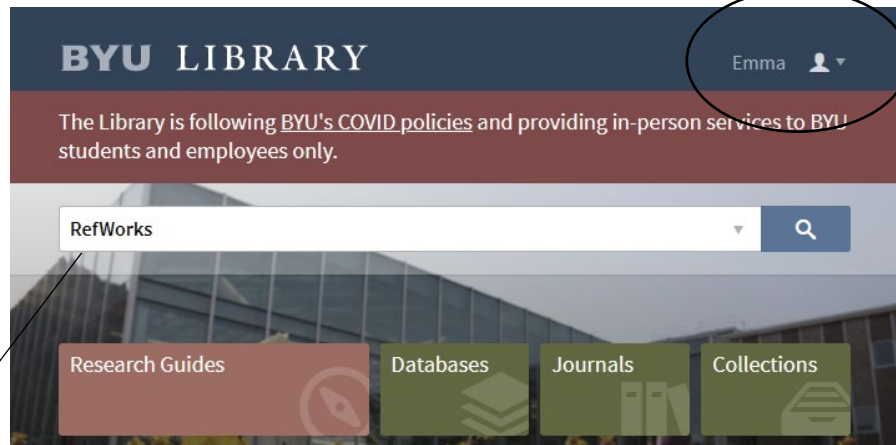 BYU LIBRARY
Emma
The Library is following BYU's COVID policies and providing in-person services to BYU
students and employees only.
RefWorks
Research Guides
Databases
Journals
Collections